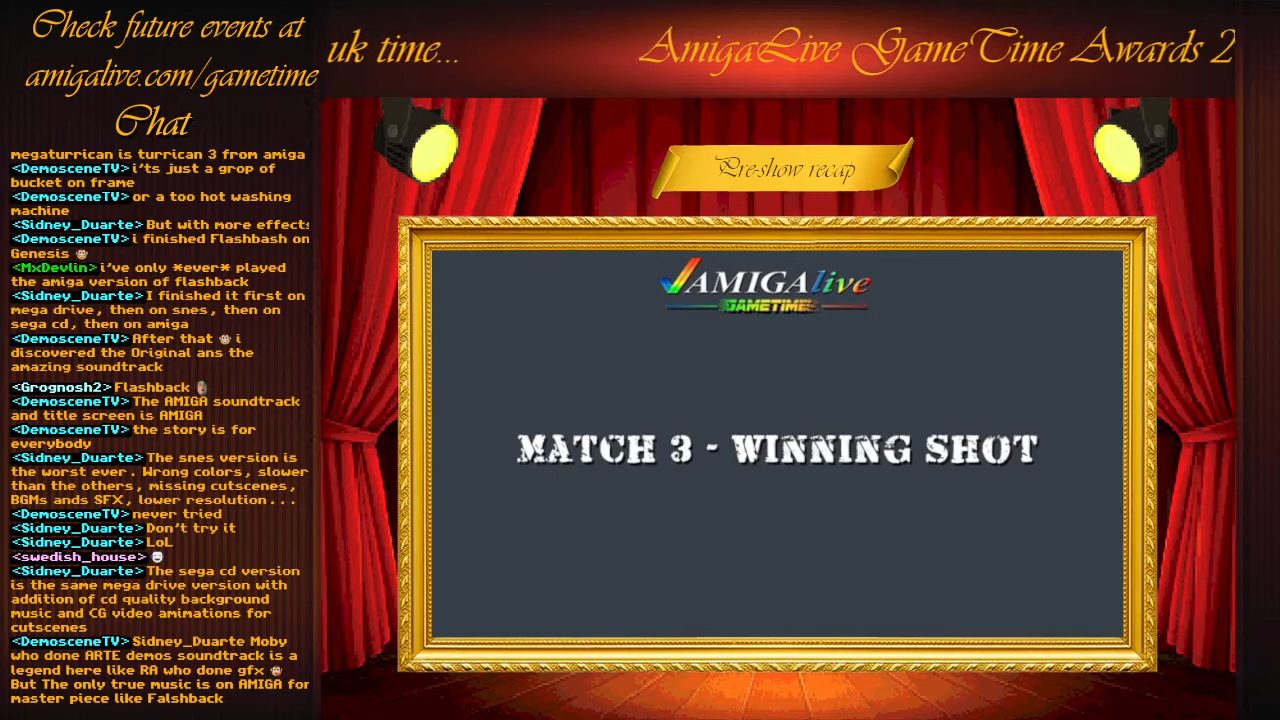 Check future events at
amigalive.com/gametime
Chat
megaturrican is turrican 3 from amiga
<DemosceneTV> i'ts just a grop of
bucket on frame
<DemosceneTV> or a too hot washing
machine
<Sidney_Duarte> But with more effects
<DemosceneTV> i finished Flashbash on
Genesis
<MxDevlin> i've only *ever* played
the amiga version of flashback
<Sidney_Duarte> I finished it first on
mega drive, then on snes, then on
sega cd, then on amiga
<DemosceneTV> After that i
discovered the Original ans the
amazing soundtrack
<Grognosh2> Flashback
<DemosceneTV> The AMIGA soundtrack
and title screen is AMIGA
<DemosceneTV> the story is for
everybody
<Sidney_Duarte> The snes version is
the worst ever. Wrong colors, slower
than the others, missing cutscenes,
BGMs ands SFX, lower resolution...
<DemosceneTV> never tried
<Sidney_Duarte> Don't try it
<Sidney_Duarte> LoL
<swedish_house>
<Sidney_Duarte> The sega cd version
is the same mega drive version with
addition of cd quality background
music and CG video amimations for
cutscenes
<DemosceneTV> Sidney_Duarte Moby
who done ARTE demos soundtrack is a
legend here like RA who done gfx
But The only true music is on AMIGA for
master piece like Falshback
uk time... AmigaLive GameTime Awards 2
Pre-show recap
AMIGAlive
GAMETIME
MATCH 3 - WINNING SHOT